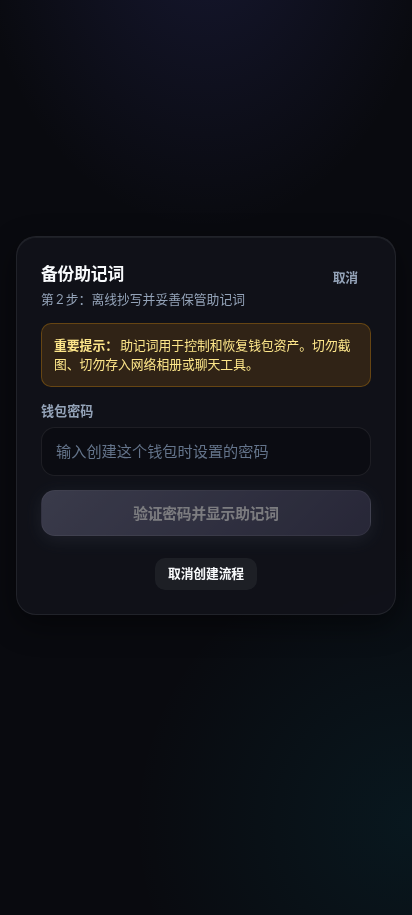 备份助记词
取消
第 2 步：离线抄写并妥善保管助记词
重要提示：助记词用于控制和恢复钱包资产。切勿截
图、切勿存入网络相册或聊天工具。
钱包密码
输入创建这个钱包时设置的密码
验证密码并显示助记词
取消创建流程